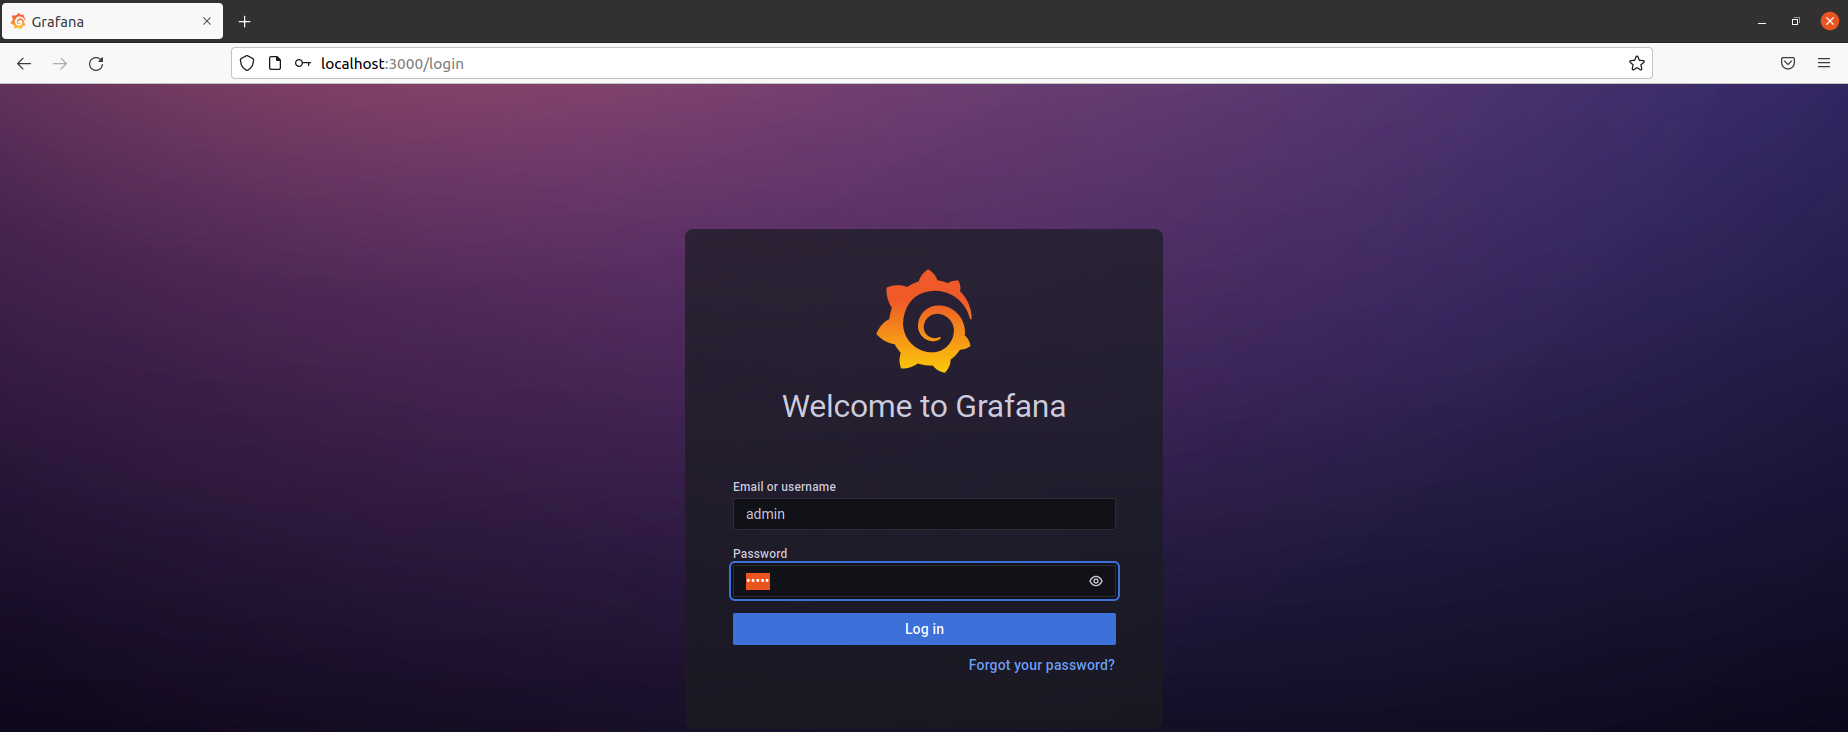 Grafana
localhost:3000/login
Welcome to Grafana
Email or username
admin
Password
•••••
Log in
Forgot your password?